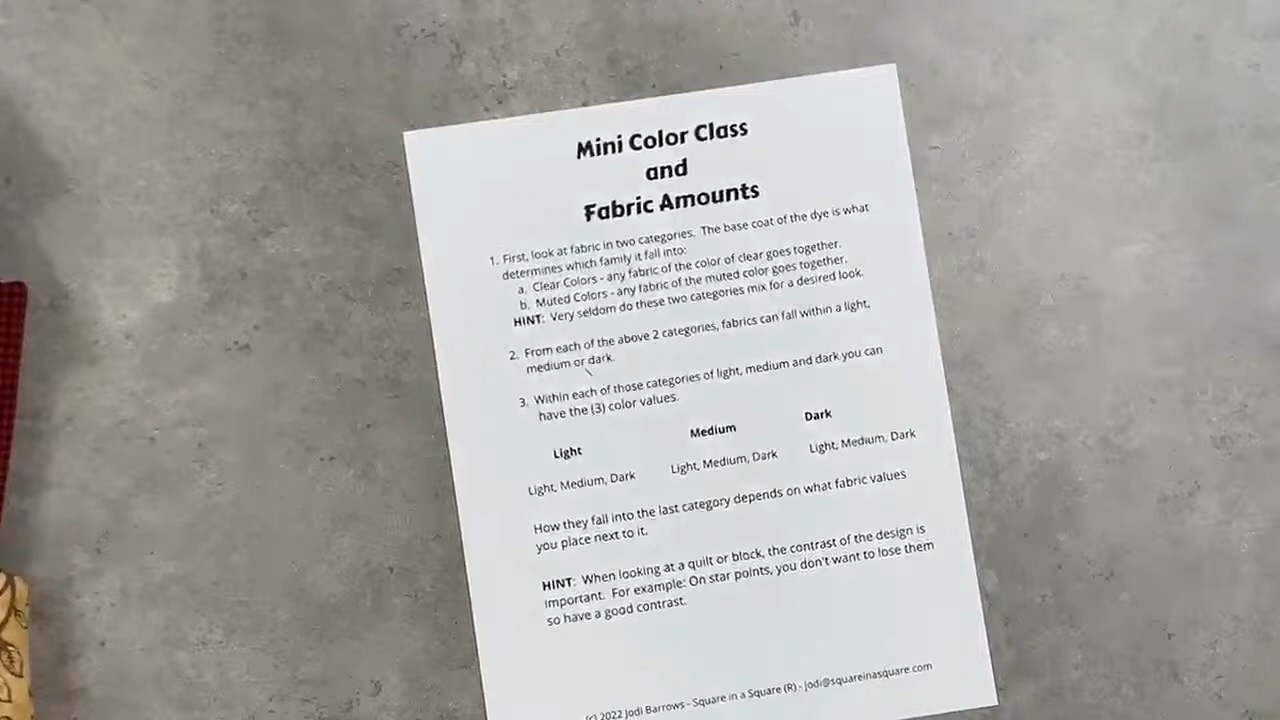 Mini Color Class
and
Fabric Amounts
1. First, look at fabric in two categories. The base coat of the dye is what
determines which family it fall into:
a. Clear Colors - any fabric of the color of clear goes together.
b. Muted Colors - any fabric of the muted color goes together.
HINT: Very seldom do these two categories mix for a desired look.
2. From each of the above 2 categories, fabrics can fall within a light,
medium or dark.
3. Within each of those categories of light, medium and dark you can
have the (3) color values.
Light Medium Dark
Light, Medium, Dark Light, Medium, Dark Light, Medium, Dark
How they fall into the last category depends on what fabric values
you place next to it.
HINT: When looking at a quilt or block, the contrast of the design is
important. For example: On star points, you don't want to lose them
so have a good contrast.
(c) 2022 Jodi Barrows - Square in a Square (R) - jodi@squareinasquare.com